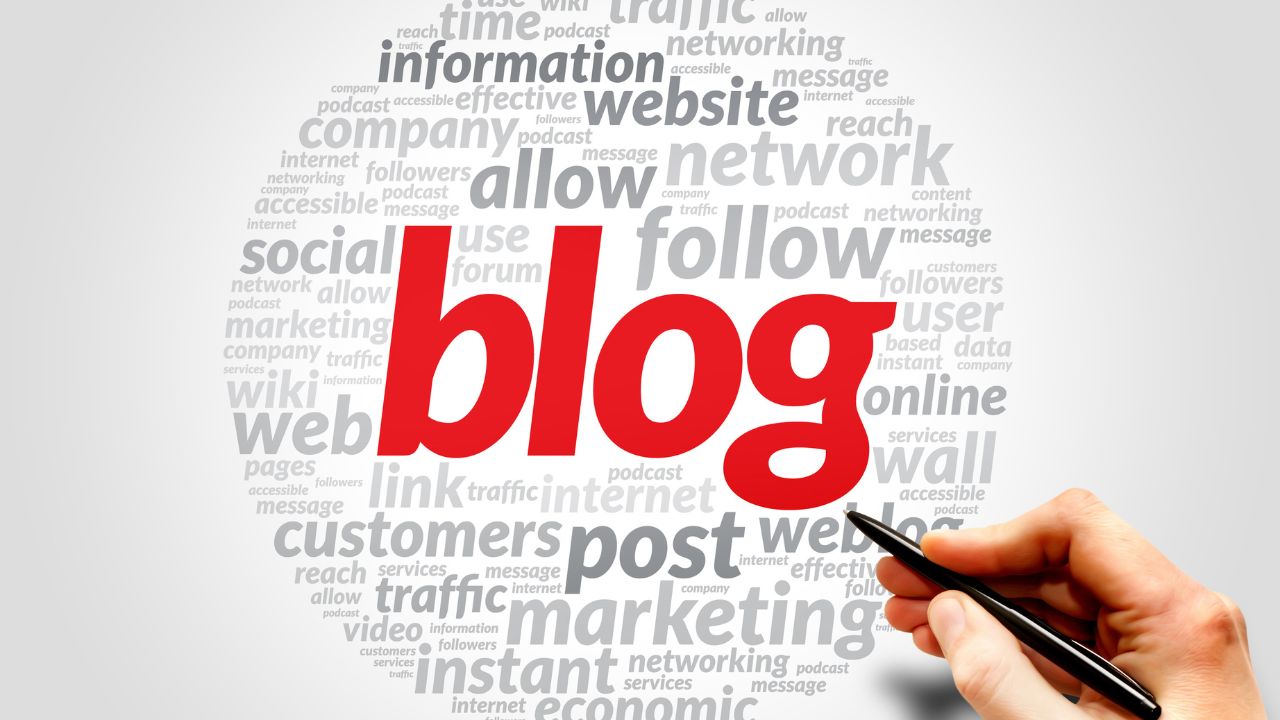 use wiki traffic
reach time podcast allow
traffic networking
information accessible traffic
company message
podcast accessible effective website internet accessible
company followers podcast reach
internet message network
networking followers allow
company podcast company content
accessible message traffic podcast networking
internet use follow message
social forum customers
network allow followers
podcast blog user
marketing based data
company traffic instant company
services information
wiki online
web services
pages podcast wall
accessible followers link traffic internet accessible
message podcast
customers post weblog
reach services message internet effectiv
allow traffic internet company follo
podcast marketing
video information traf
customers followers
services instant networking podcast
traffic services message
internet economic
followers